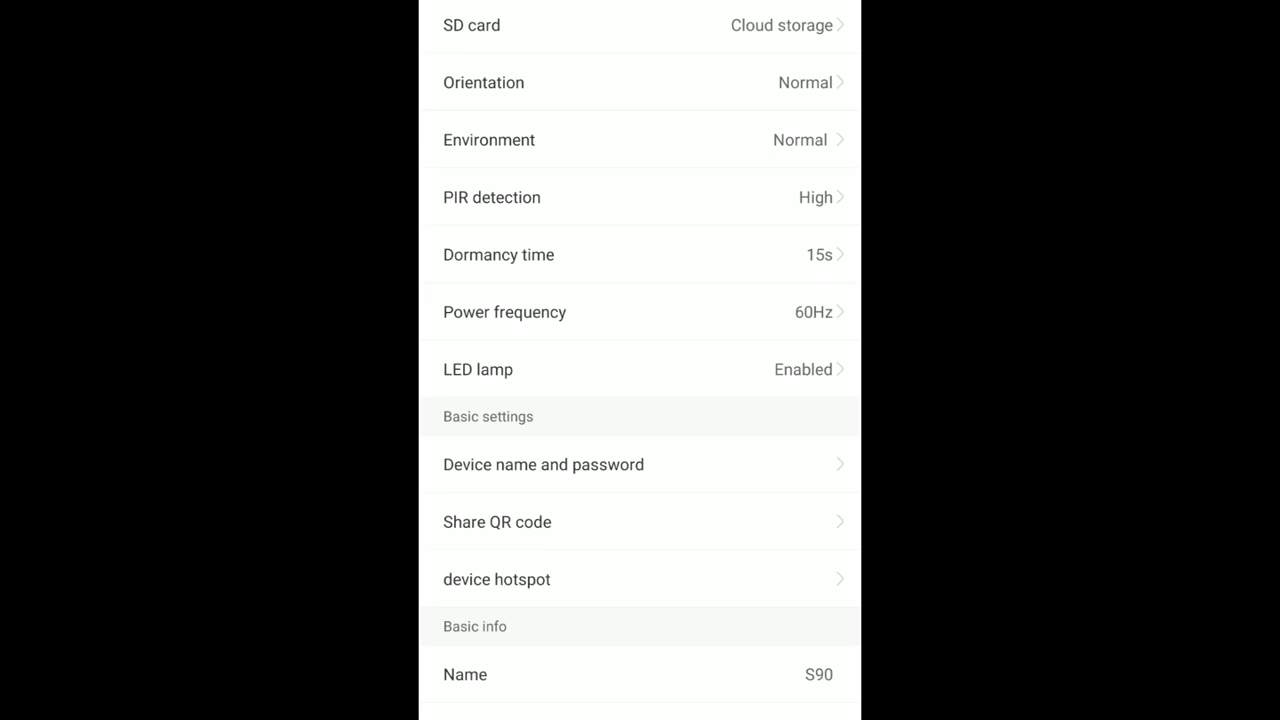 SD card Cloud storage
Orientation Normal
Environment Normal
PIR detection High
Dormancy time 15s
Power frequency 60Hz
LED lamp Enabled
Basic settings
Device name and password
Share QR code
device hotspot
Basic info
Name S90